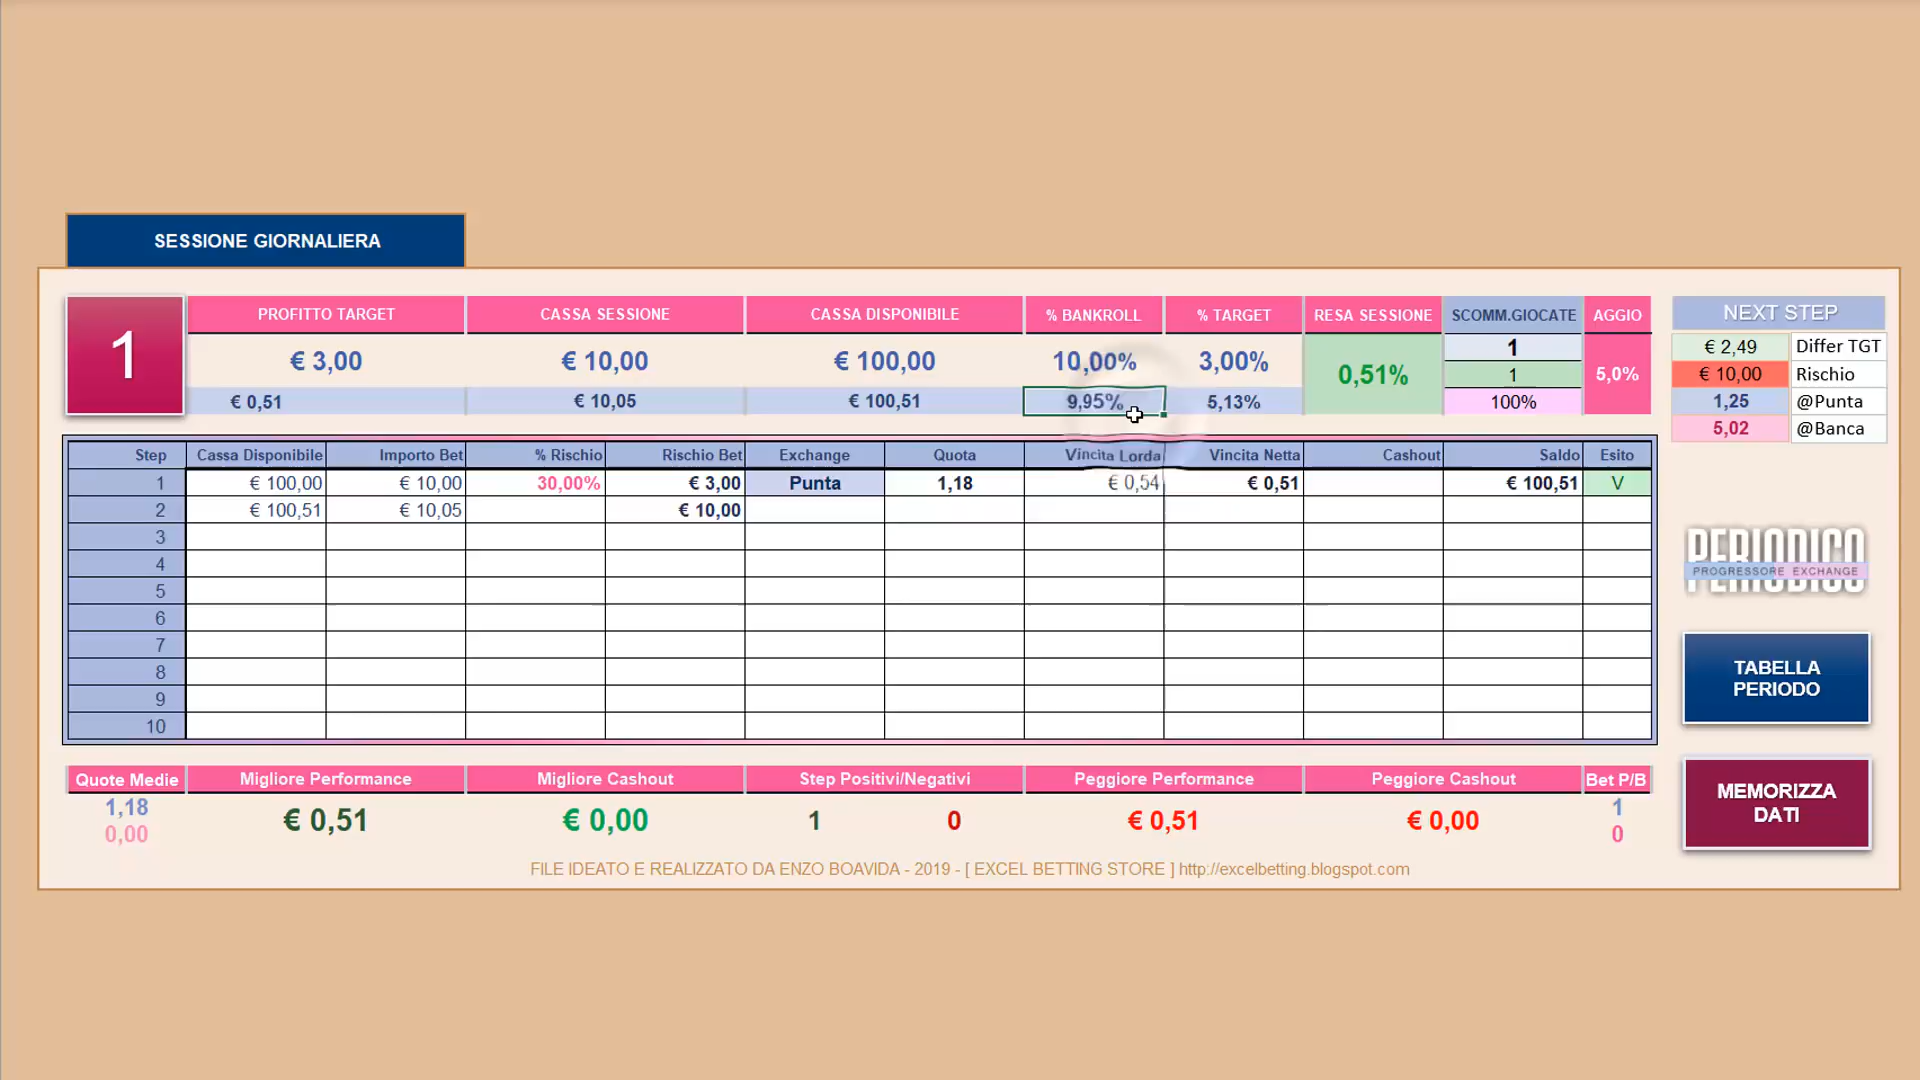 SESSIONE GIORNALIERA
1
PROFITTO TARGET CASSA SESSIONE CASSA DISPONIBILE % BANKROLL % TARGET RESA SESSIONE SCOMM.GIOCATE AGGIO
€ 3,00 € 10,00 € 100,00 10,00% 3,00% 0,51% 1 5,0%
1
€ 0,51 € 10,05 € 100,51 9,95% 5,13% 100%
NEXT STEP
€ 2,49 Differ TGT
€ 10,00 Rischio
1,25 @Punta
5,02 @Banca
Step Cassa Disponibile Importo Bet % Rischio Rischio Bet Exchange Quota Vincita Lorda Vincita Netta Cashout Saldo Esito
1 € 100,00 € 10,00 30,00% € 3,00 Punta 1,18 € 0,54 € 0,51 € 100,51 V
2 € 100,51 € 10,05 € 10,00
3
4
5
6
7
8
9
10
PERIODICO
PROGRESSORE EXCHANGE
TABELLA
PERIODO
MEMORIZZA
DATI
Quote Medie Migliore Performance Migliore Cashout Step Positivi/Negativi Peggiore Performance Peggiore Cashout Bet P/B
1,18 € 0,51 € 0,00 1 0 € 0,51 € 0,00 1
0,00 0
FILE IDEATO E REALIZZATO DA ENZO BOAVIDA - 2019 - [ EXCEL BETTING STORE ] http://excelbetting.blogspot.com